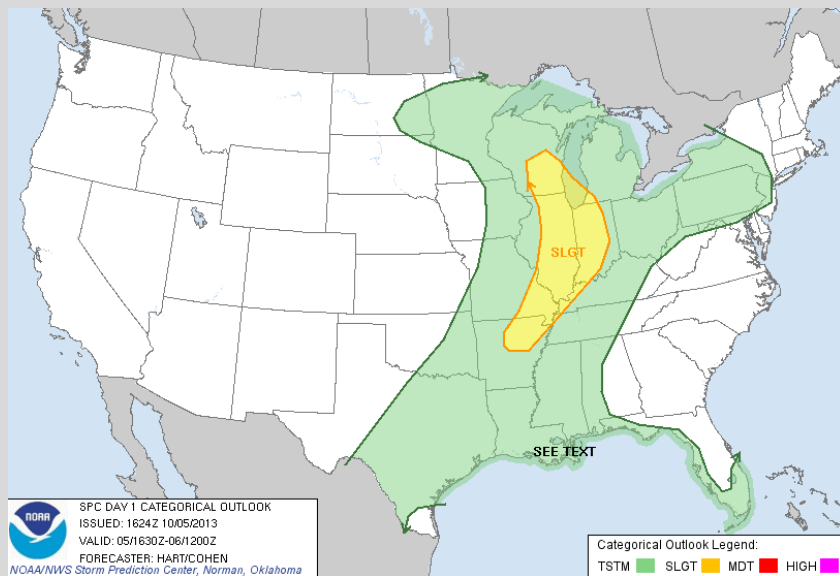 SLGT
SEE TEXT
NOAA
SPC DAY 1 CATEGORICAL OUTLOOK
ISSUED: 1624Z 10/05/2013
VALID: 05/1630Z-06/1200Z
FORECASTER: HART/COHEN
NOAA/NWS Storm Prediction Center, Norman, Oklahoma
Categorical Outlook Legend:
TSTM SLGT MDT HIGH